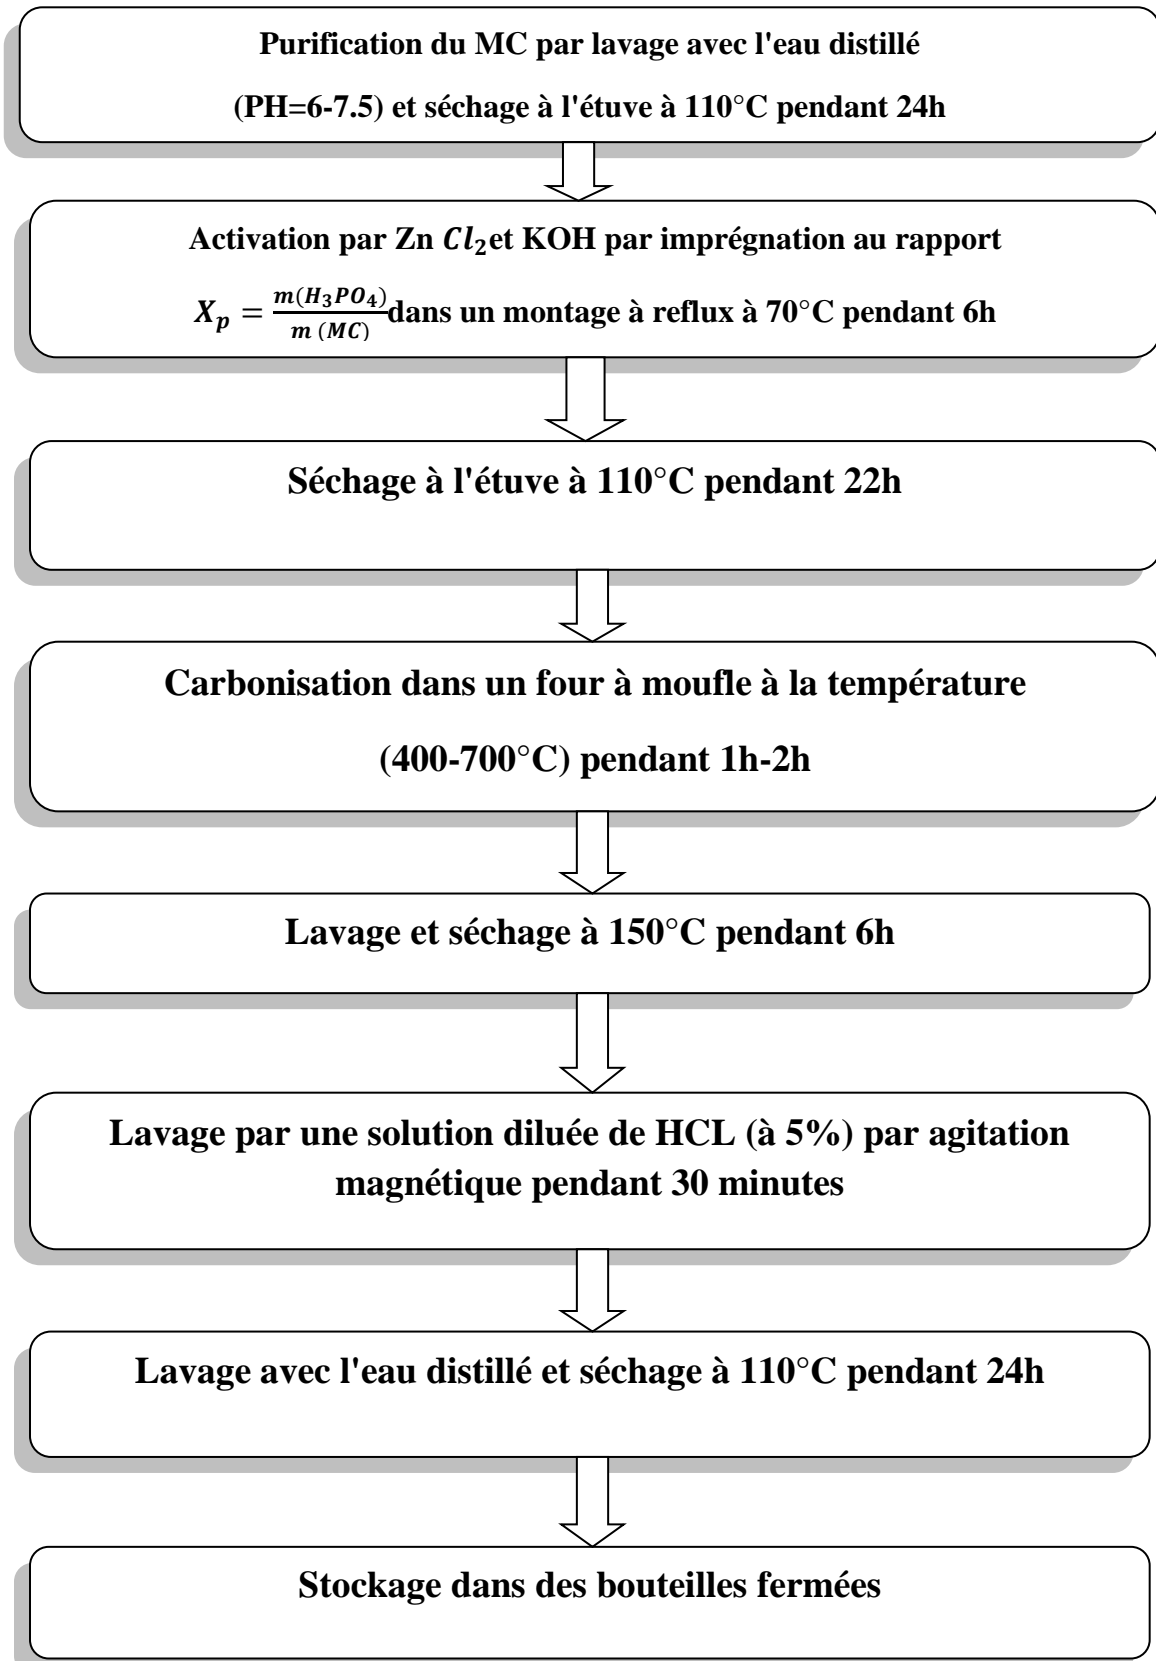 Purification du MC par lavage avec l'eau distillé
(PH=6-7.5) et séchage à l'étuve à 110°C pendant 24h
Activation par Zn Cl₂et KOH par imprégnation au rapport
Xₚ = m(H₃PO₄)/m (MC) dans un montage à reflux à 70°C pendant 6h
Séchage à l'étuve à 110°C pendant 22h
Carbonisation dans un four à moufle à la température
(400-700°C) pendant 1h-2h
Lavage et séchage à 150°C pendant 6h
Lavage par une solution diluée de HCL (à 5%) par agitation
magnétique pendant 30 minutes
Lavage avec l'eau distillé et séchage à 110°C pendant 24h
Stockage dans des bouteilles fermées